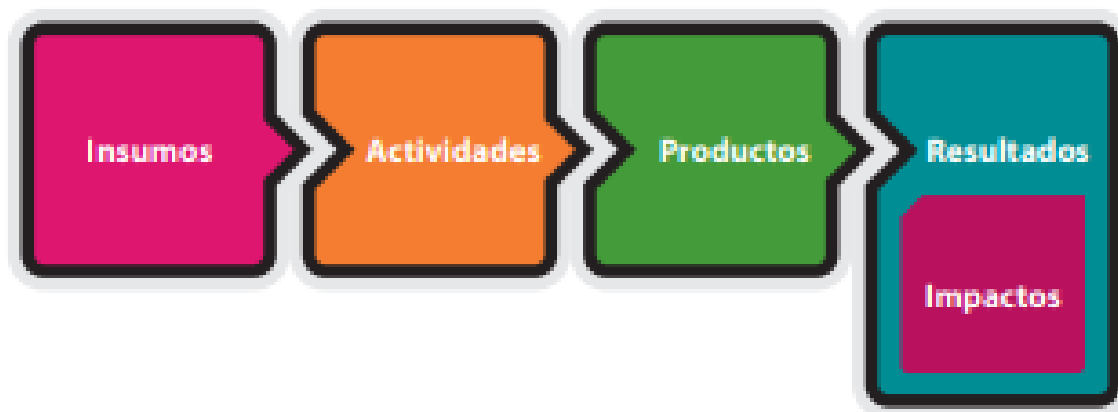 Insumos
Actividades
Productos
Resultados
Impactos